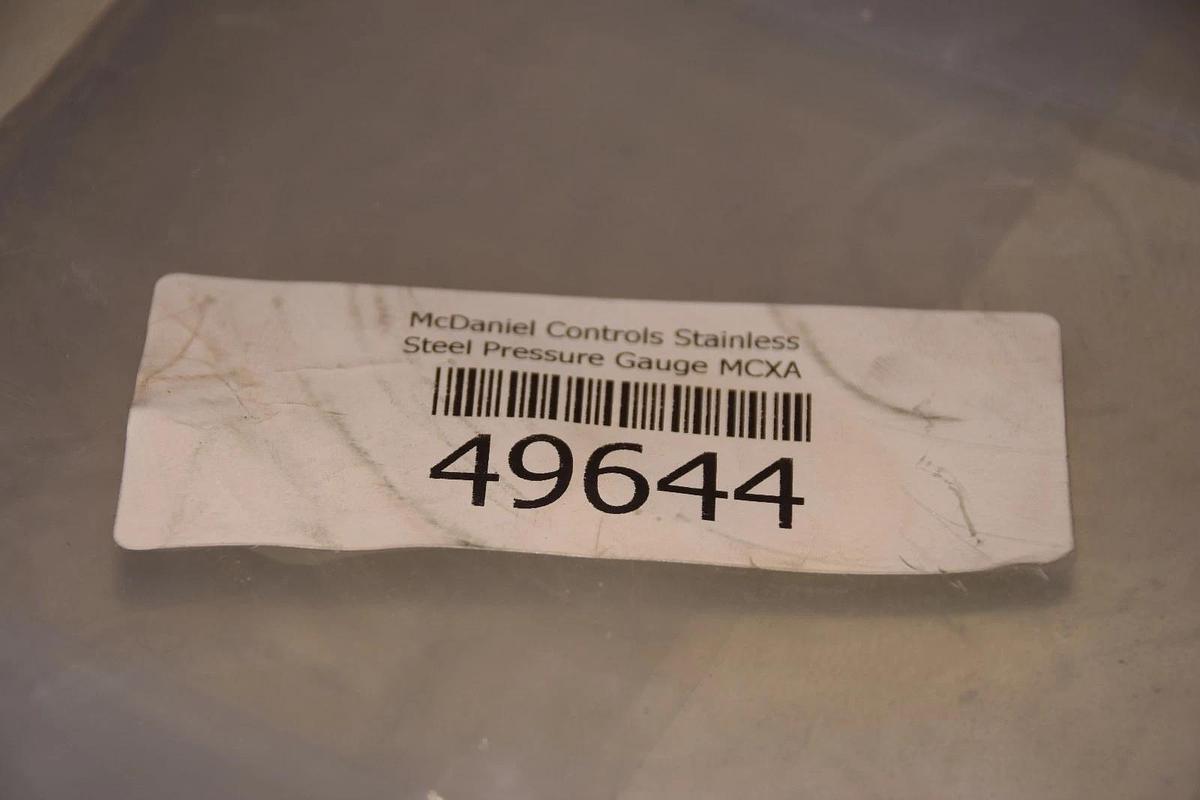 McDaniel Controls Stainless
Steel Pressure Gauge MCXA
49644